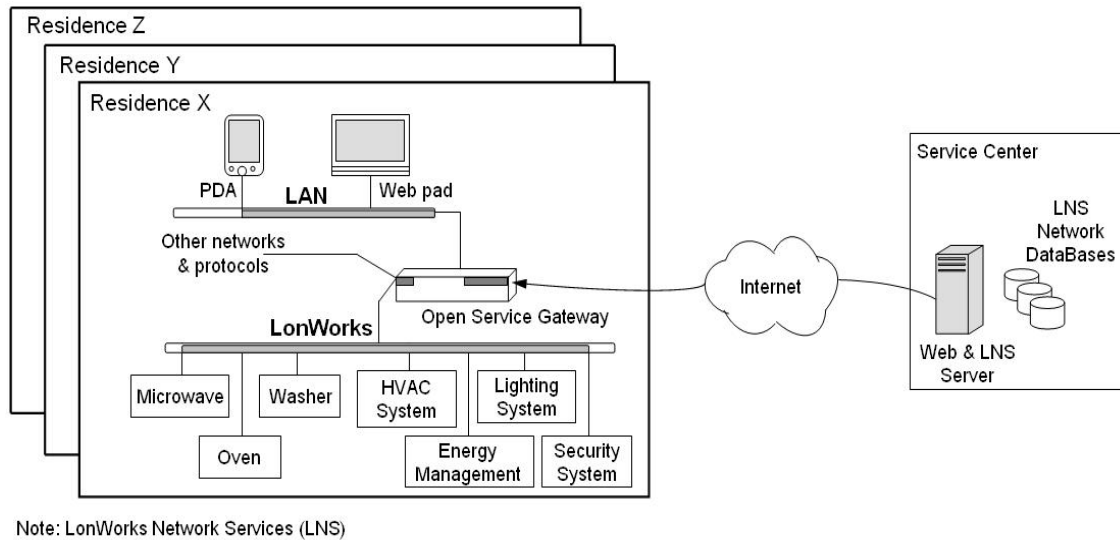 Residence Z
Residence Y
Residence X
PDA
LAN
Web pad
Other networks
& protocols
Open Service Gateway
LonWorks
Microwave
Washer
HVAC
System
Lighting
System
Oven
Energy
Management
Security
System
Internet
Service Center
LNS
Network
DataBases
Web & LNS
Server
Note: LonWorks Network Services (LNS)